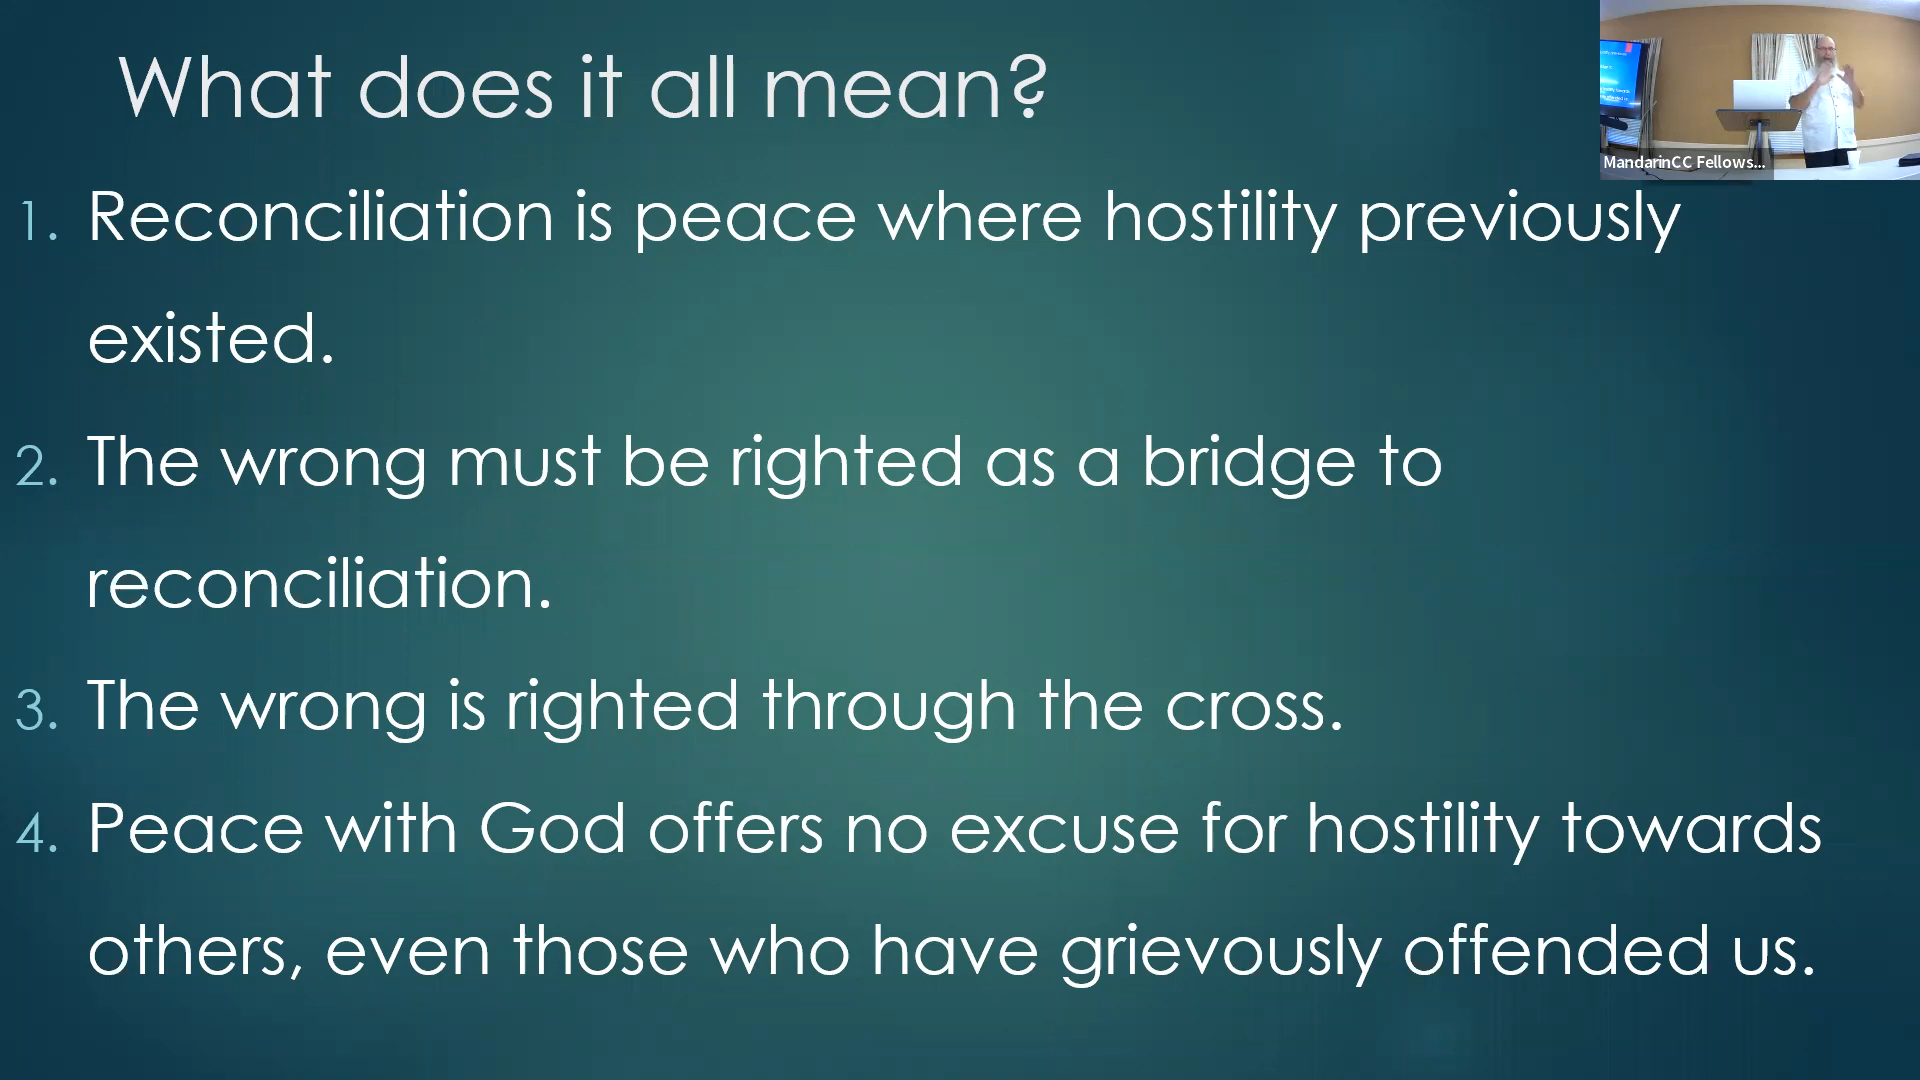 What does it all mean?
1. Reconciliation is peace where hostility previously
existed.
2. The wrong must be righted as a bridge to
reconciliation.
3. The wrong is righted through the cross.
4. Peace with God offers no excuse for hostility towards
others, even those who have grievously offended us.
MandarinCC Fellows...